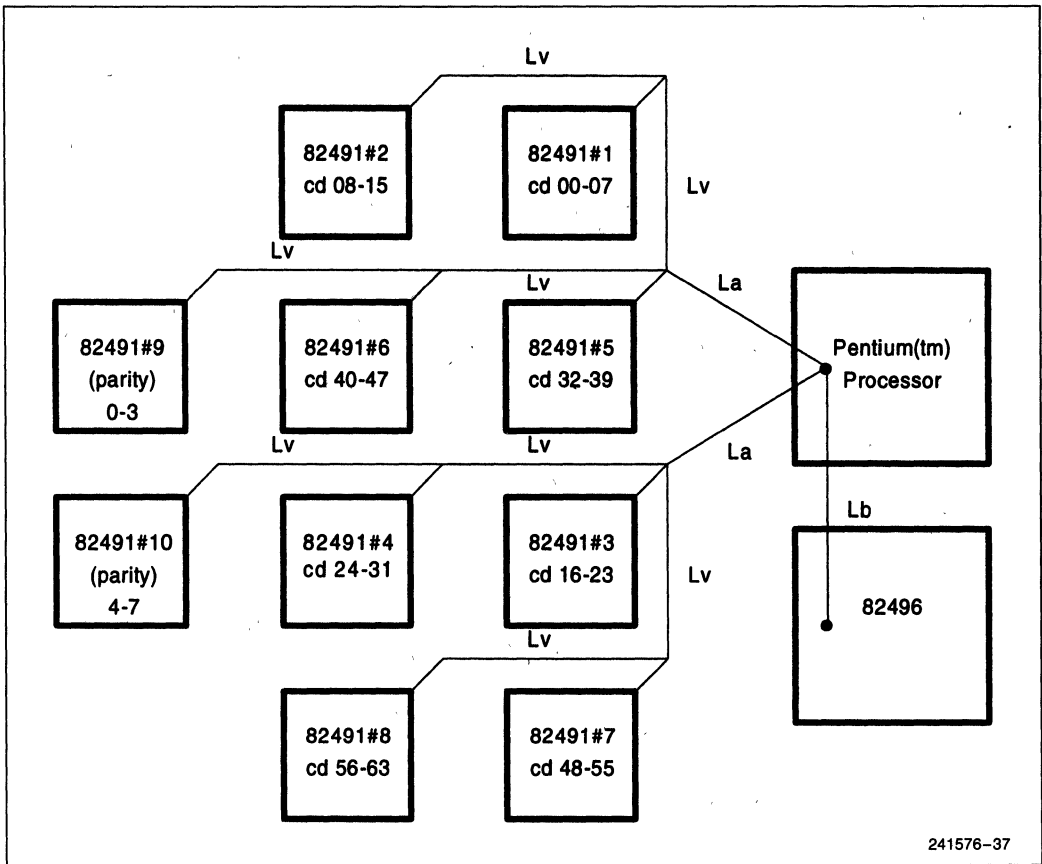 Lv
82491#2
cd 08-15
82491#1
cd 00-07
Lv
Lv
Lv
La
82491#9
(parity)
0-3
82491#6
cd 40-47
82491#5
cd 32-39
Pentium(tm)
Processor
Lv
Lv
La
Lb
82491#10
(parity)
4-7
82491#4
cd 24-31
82491#3
cd 16-23
Lv
82496
Lv
82491#8
cd 56-63
82491#7
cd 48-55
241576-37